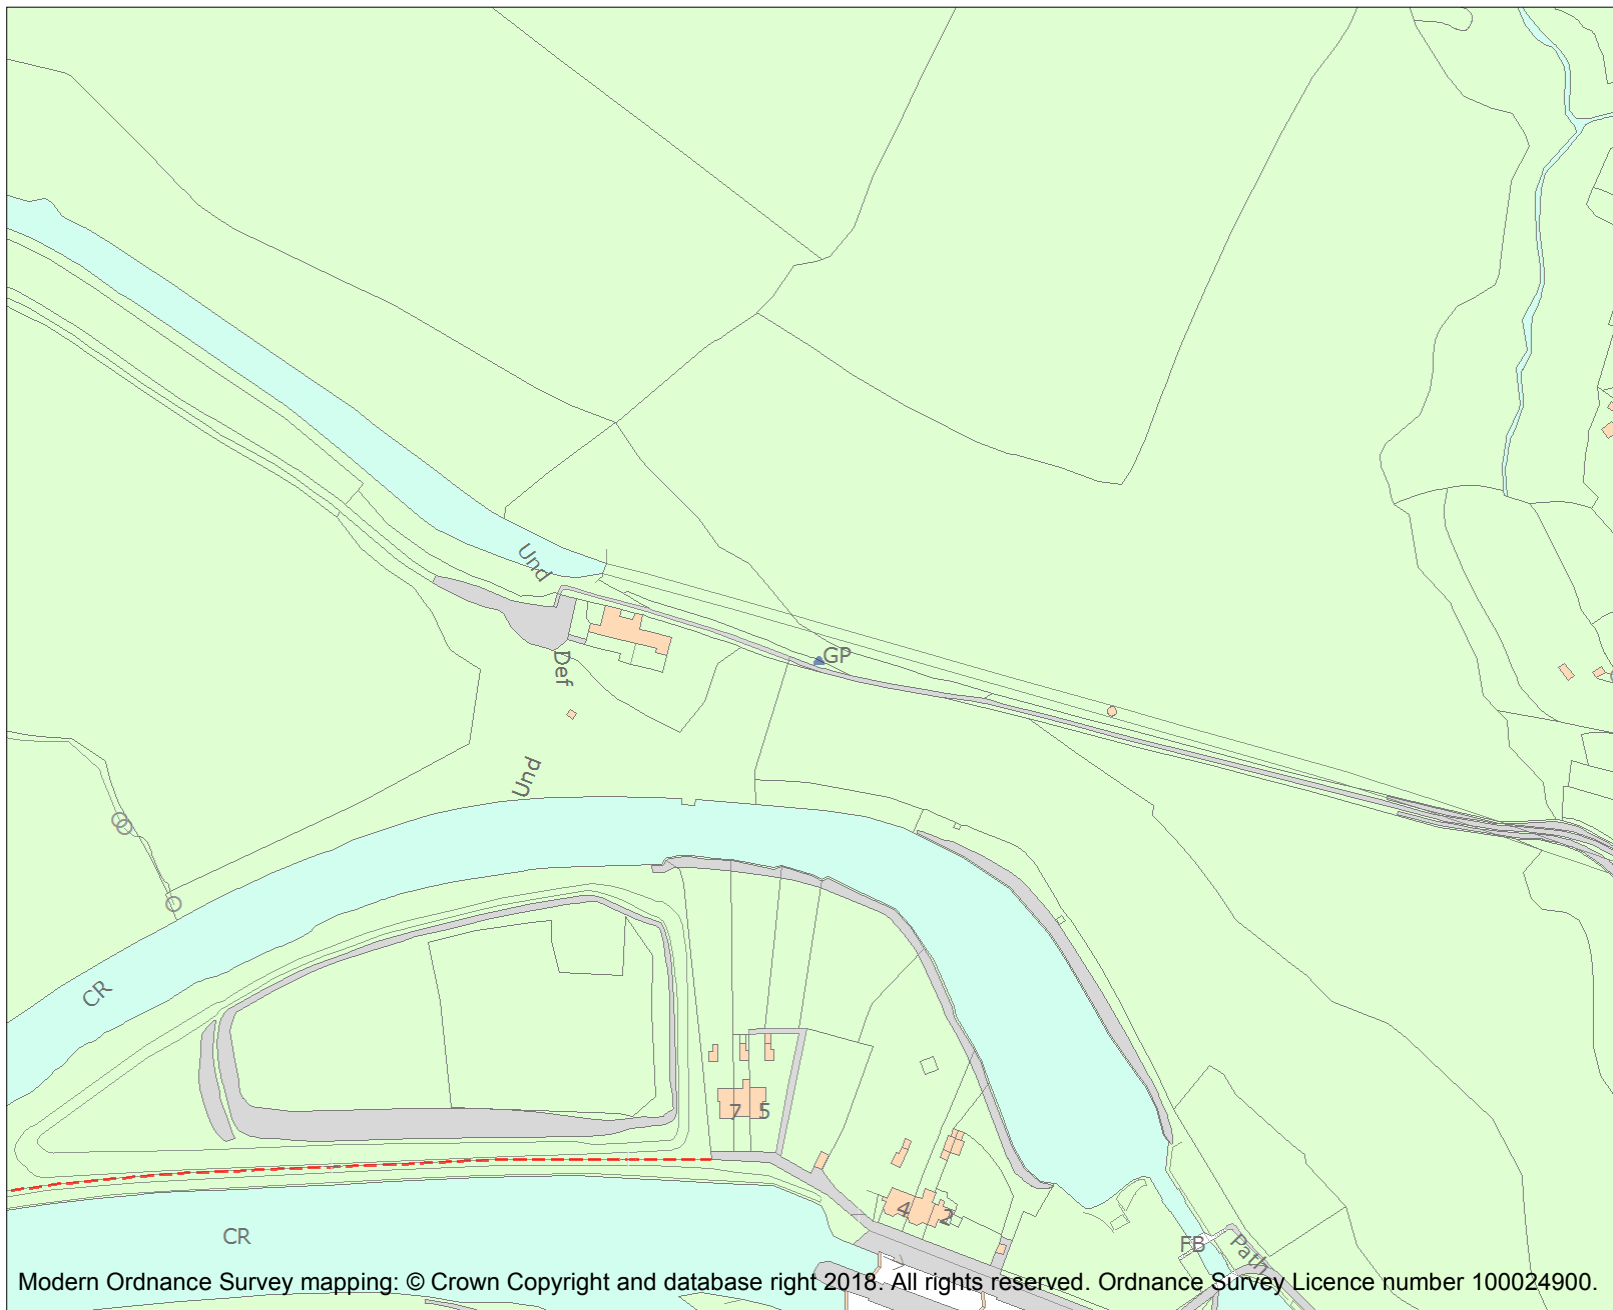 Und
GP
Def
Und
CR
7 5
4 2
CR
FB Path
Modern Ordnance Survey mapping: © Crown Copyright and database right 2018. All rights reserved. Ordnance Survey Licence number 100024900.